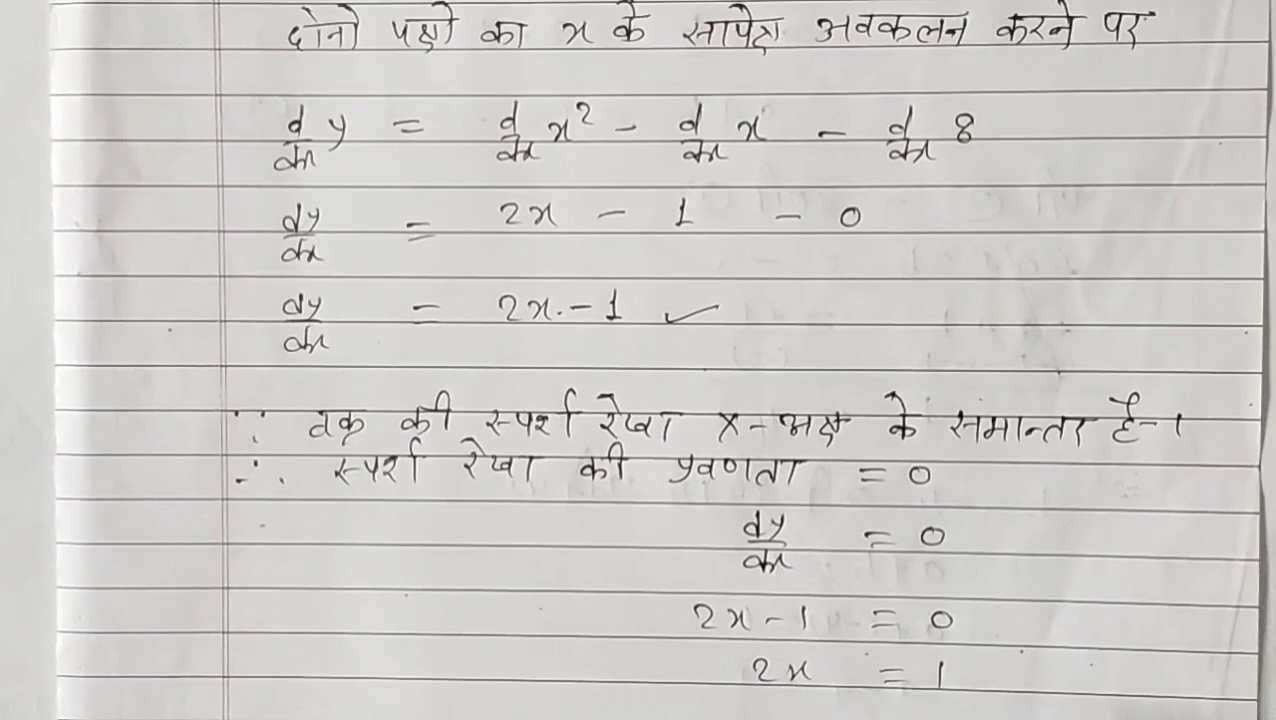 दोनो पक्षो का x के सापेक्ष अवकलन करने पर
d/dx y = d/dx x² - d/dx x - d/dx 8
dy/dx = 2x - 1 - 0
dy/dx = 2x - 1 ✓
∵ वक्र की स्पर्श रेखा x-अक्ष के समान्तर है।
∴ स्पर्श रेखा की प्रवणता = 0
dy/dx = 0
2x - 1 = 0
2x = 1